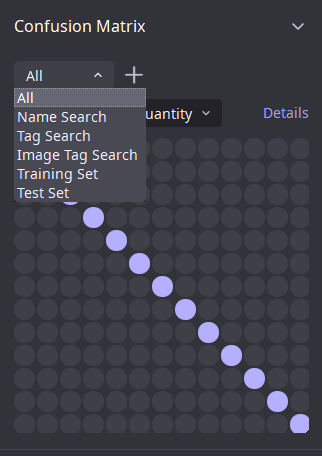 Confusion Matrix
All
All
Name Search
uantity
Details
Tag Search
Image Tag Search
Training Set
Test Set